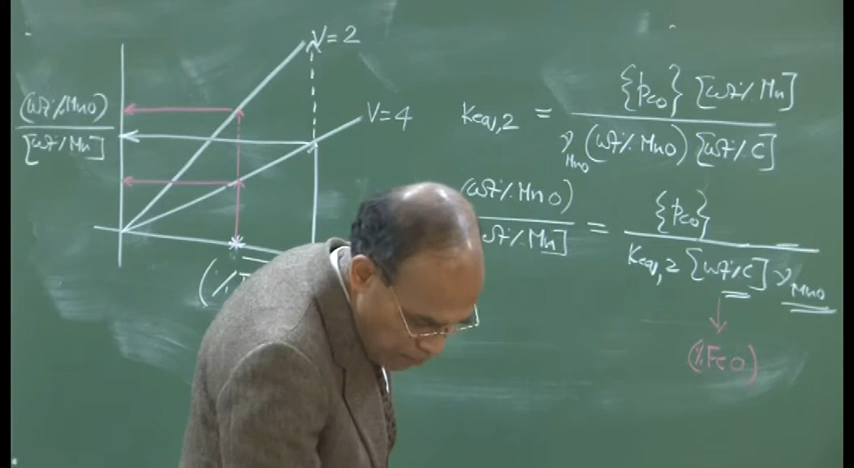 V=2
V=4
(wt%MnO)
[wt%Mn]
Keq,2 = {pco} [wt%Mn]
γMnO (wt%MnO) [wt%C]
(wt%MnO) = {pco}
wt%Mn] Keq,2 [wt%C] γMnO
(%FeO)